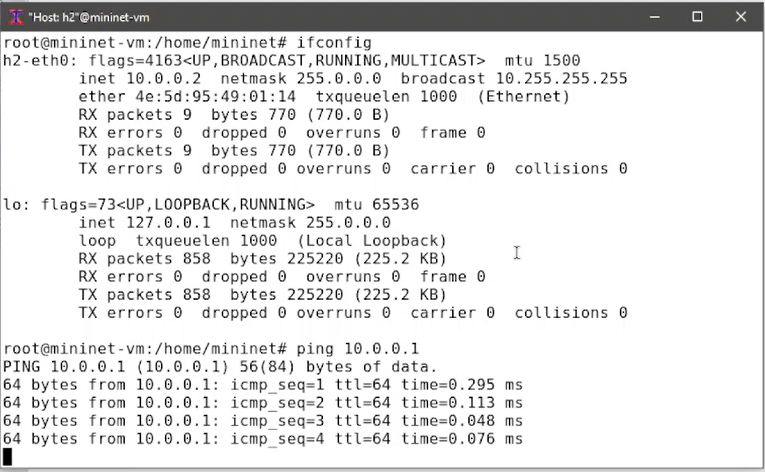 "Host: h2"@mininet-vm
root@mininet-vm:/home/mininet# ifconfig
h2-eth0: flags=4163<UP,BROADCAST,RUNNING,MULTICAST>  mtu 1500
        inet 10.0.0.2  netmask 255.0.0.0  broadcast 10.255.255.255
        ether 4e:5d:95:49:01:14  txqueuelen 1000  (Ethernet)
        RX packets 9  bytes 770 (770.0 B)
        RX errors 0  dropped 0  overruns 0  frame 0
        TX packets 9  bytes 770 (770.0 B)
        TX errors 0  dropped 0 overruns 0  carrier 0  collisions 0
lo: flags=73<UP,LOOPBACK,RUNNING>  mtu 65536
        inet 127.0.0.1  netmask 255.0.0.0
        loop  txqueuelen 1000  (Local Loopback)
        RX packets 858  bytes 225220 (225.2 KB)
        RX errors 0  dropped 0  overruns 0  frame 0
        TX packets 858  bytes 225220 (225.2 KB)
        TX errors 0  dropped 0 overruns 0  carrier 0  collisions 0
root@mininet-vm:/home/mininet# ping 10.0.0.1
PING 10.0.0.1 (10.0.0.1) 56(84) bytes of data.
64 bytes from 10.0.0.1: icmp_seq=1 ttl=64 time=0.295 ms
64 bytes from 10.0.0.1: icmp_seq=2 ttl=64 time=0.113 ms
64 bytes from 10.0.0.1: icmp_seq=3 ttl=64 time=0.048 ms
64 bytes from 10.0.0.1: icmp_seq=4 ttl=64 time=0.076 ms